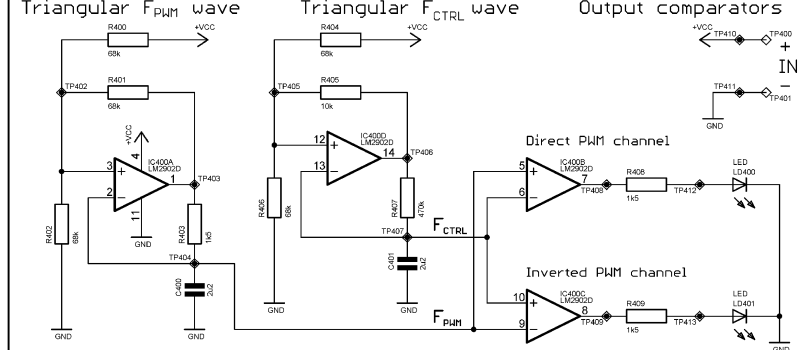 Triangular FPWM wave
Triangular FCTRL wave
Output comparators
R400
68k
+VCC
R404
68k
+VCC
+VCC
TP410
TP400
+
IN
-
TP411
TP401
GND
TP402
R401
68k
TP405
R405
10k
+VCC
4
IC400A
LM2902D
3
+
2
-
1
TP403
11
GND
R402
68k
R403
1k5
TP404
C400
2u2
GND
GND
IC400D
LM2902D
12
+
13
-
14
TP406
R406
68k
R407
470k
TP407
FCTRL
C401
2u2
GND
GND
FPWM
Direct PWM channel
IC400B
LM2902D
5
+
6
-
7
TP408
R408
1k5
TP412
LED
LD400
Inverted PWM channel
IC400C
LM2902D
10
+
9
-
8
TP409
R409
1k5
TP413
LED
LD401
GND